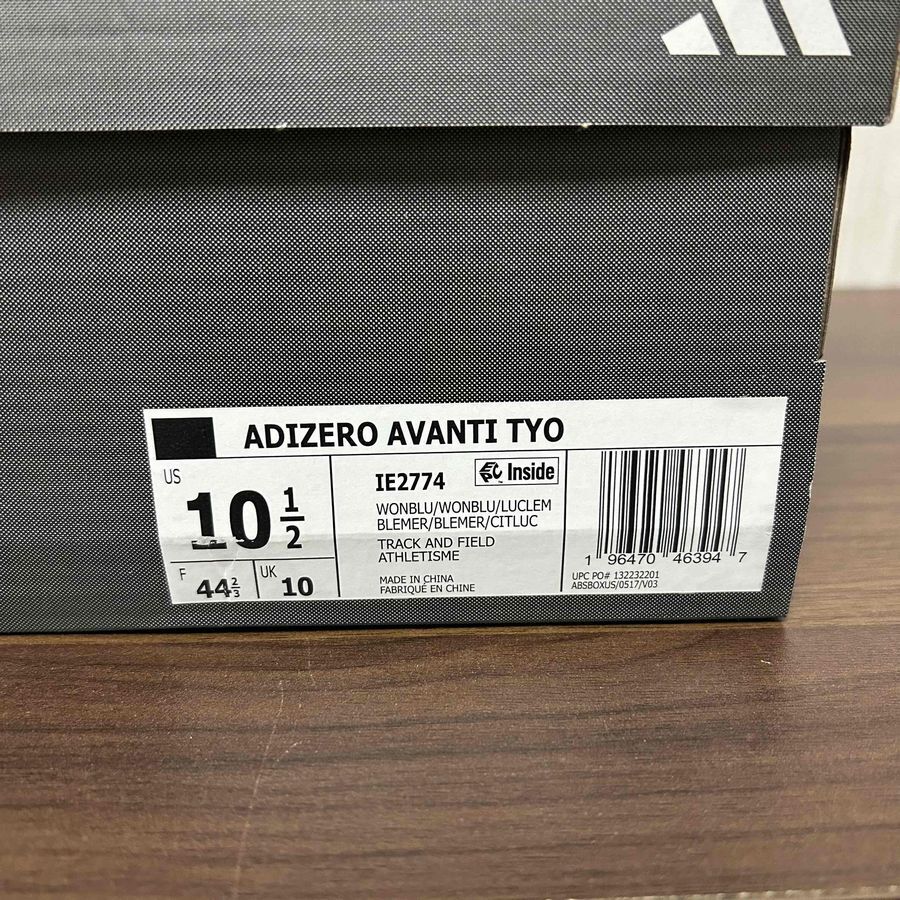 ADIZERO AVANTI TYO
US
10 1/2
F
44 2/3
UK
10
IE2774
Inside
WONBLU/WONBLU/LUCLEM
BLEMER/BLEMER/CITLUC
TRACK AND FIELD
ATHLETISME
MADE IN CHINA
FABRIQUÉ EN CHINE
1 96470 46394 7
UPC PO# 132232201
ABSBOXUS/0517/V03